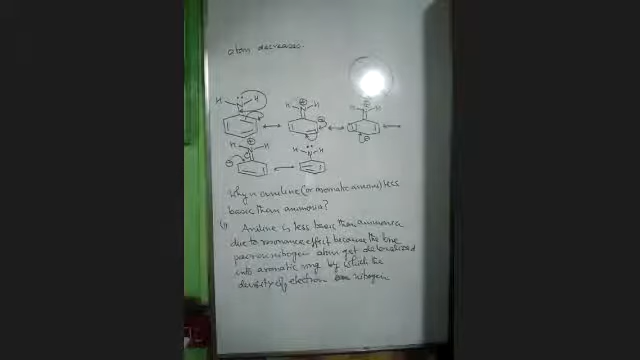 atom decreases.
Why is aniline (or aromatic amines) less
basic than ammonia?
(i) Aniline is less basic than ammonia
due to resonance effect because the lone
pair on nitrogen atom get delocalised
into aromatic ring by which the
density of electron on nitrogen